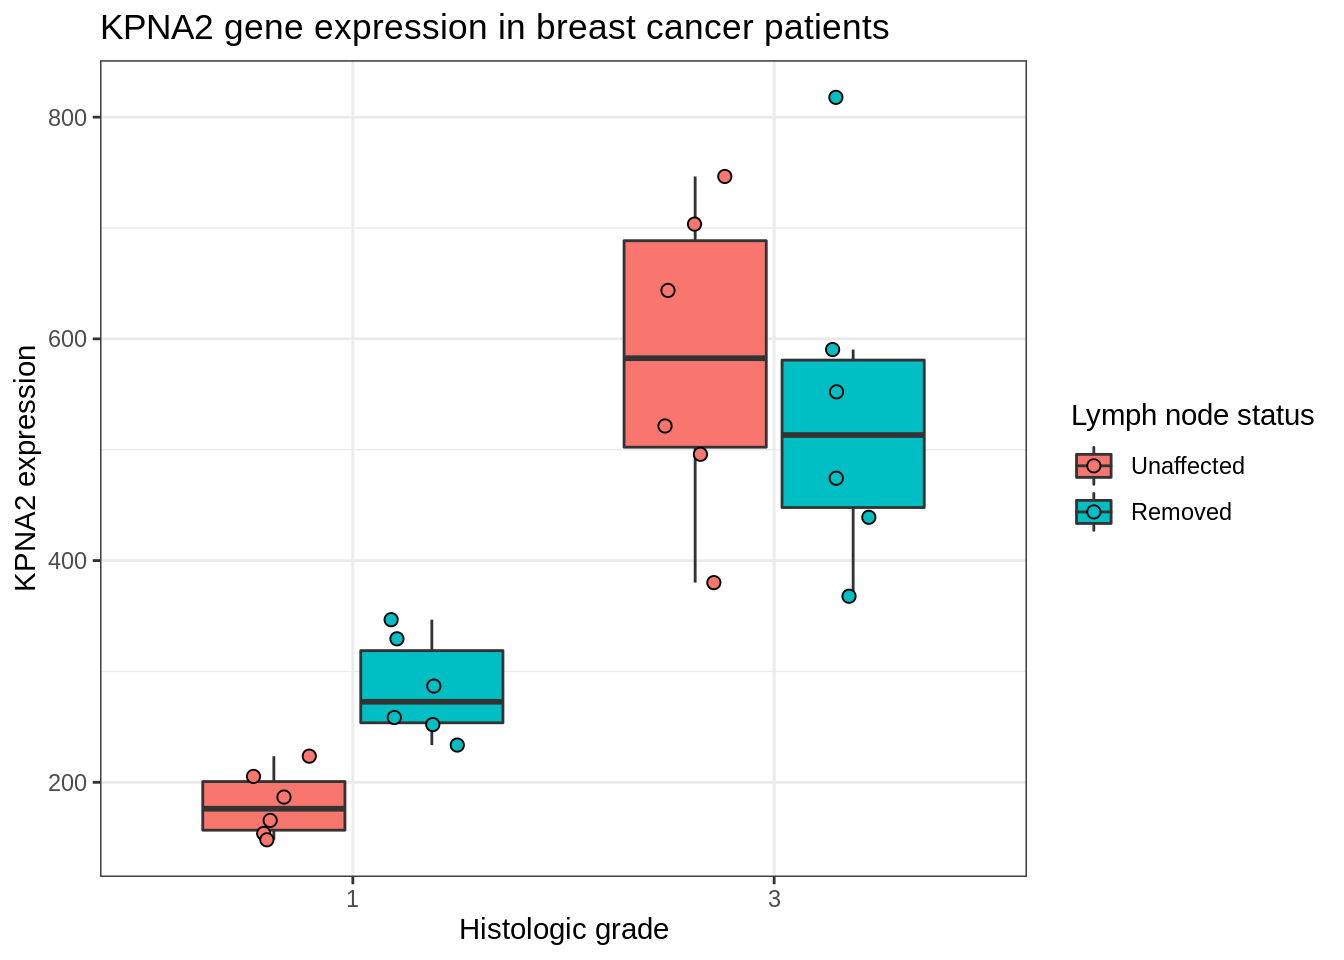 KPNA2 gene expression in breast cancer patients
800
600
400
200
KPNA2 expression
1
3
Histologic grade
Lymph node status
Unaffected
Removed